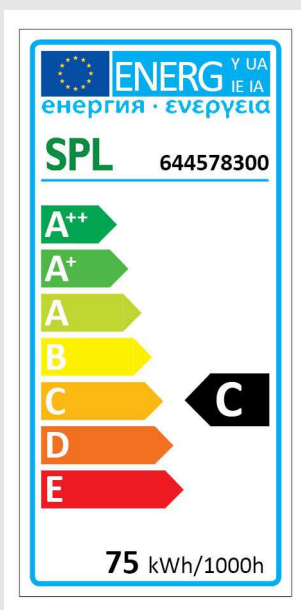 ENERG Y UA
IE IA
енергия · ενεργεια
SPL 644578300
A++
A+
A
B
C C
D
E
75 kWh/1000h